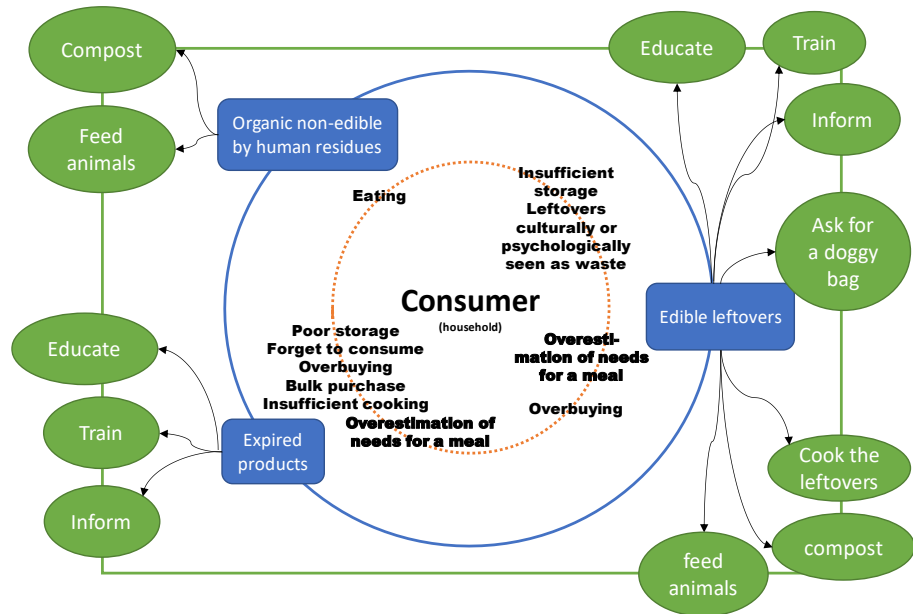 Compost
Educate
Train
Feed
animals
Organic non-edible
by human residues
Inform
Eating
Insufficient
storage
Leftovers
culturally or
psychologically
seen as waste
Ask for
a doggy
bag
Consumer
(household)
Edible leftovers
Poor storage
Forget to consume
Overbuying
Bulk purchase
Insufficient cooking
Overestimation of
needs for a meal
Overesti-
mation of needs
for a meal
Overbuying
Educate
Train
Inform
Expired
products
Cook the
leftovers
compost
feed
animals